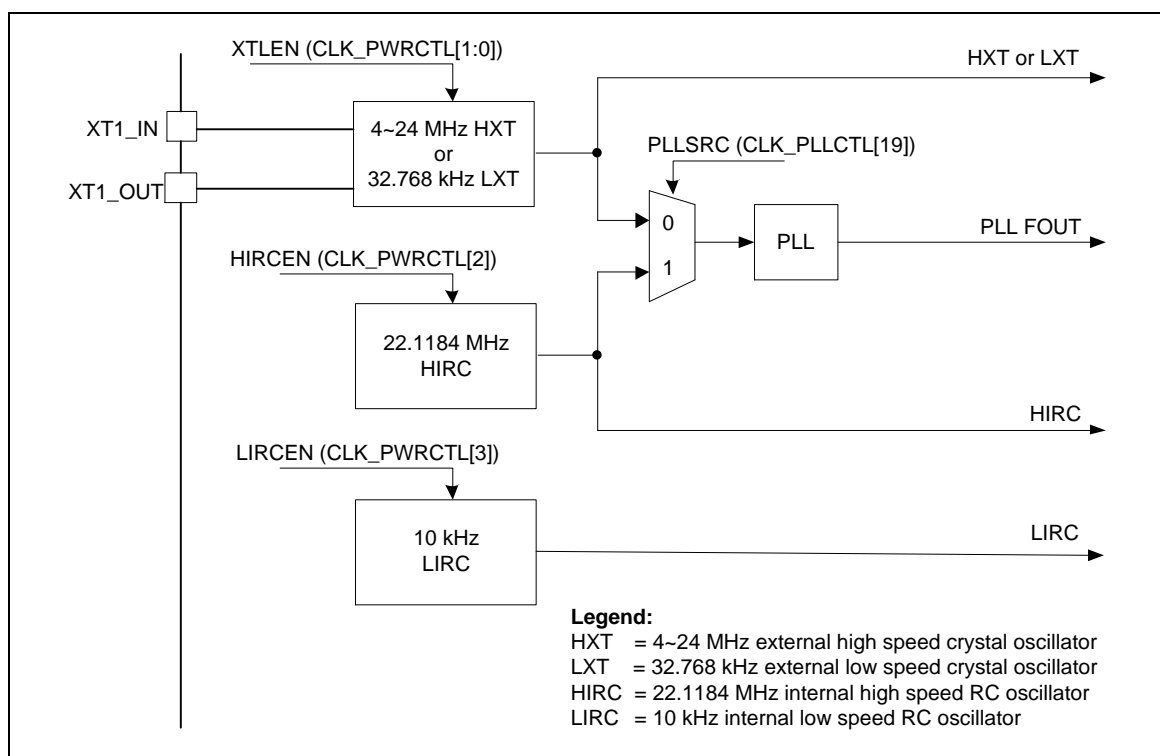 XTLEN (CLK_PWRCTL[1:0])
HXT or LXT
XT1_IN
4~24 MHz HXT
or
32.768 kHz LXT
PLLSRC (CLK_PLLCTL[19])
XT1_OUT
0
1
PLL
PLL FOUT
HIRCEN (CLK_PWRCTL[2])
22.1184 MHz
HIRC
HIRC
LIRCEN (CLK_PWRCTL[3])
10 kHz
LIRC
LIRC
Legend:
HXT = 4~24 MHz external high speed crystal oscillator
LXT = 32.768 kHz external low speed crystal oscillator
HIRC = 22.1184 MHz internal high speed RC oscillator
LIRC = 10 kHz internal low speed RC oscillator